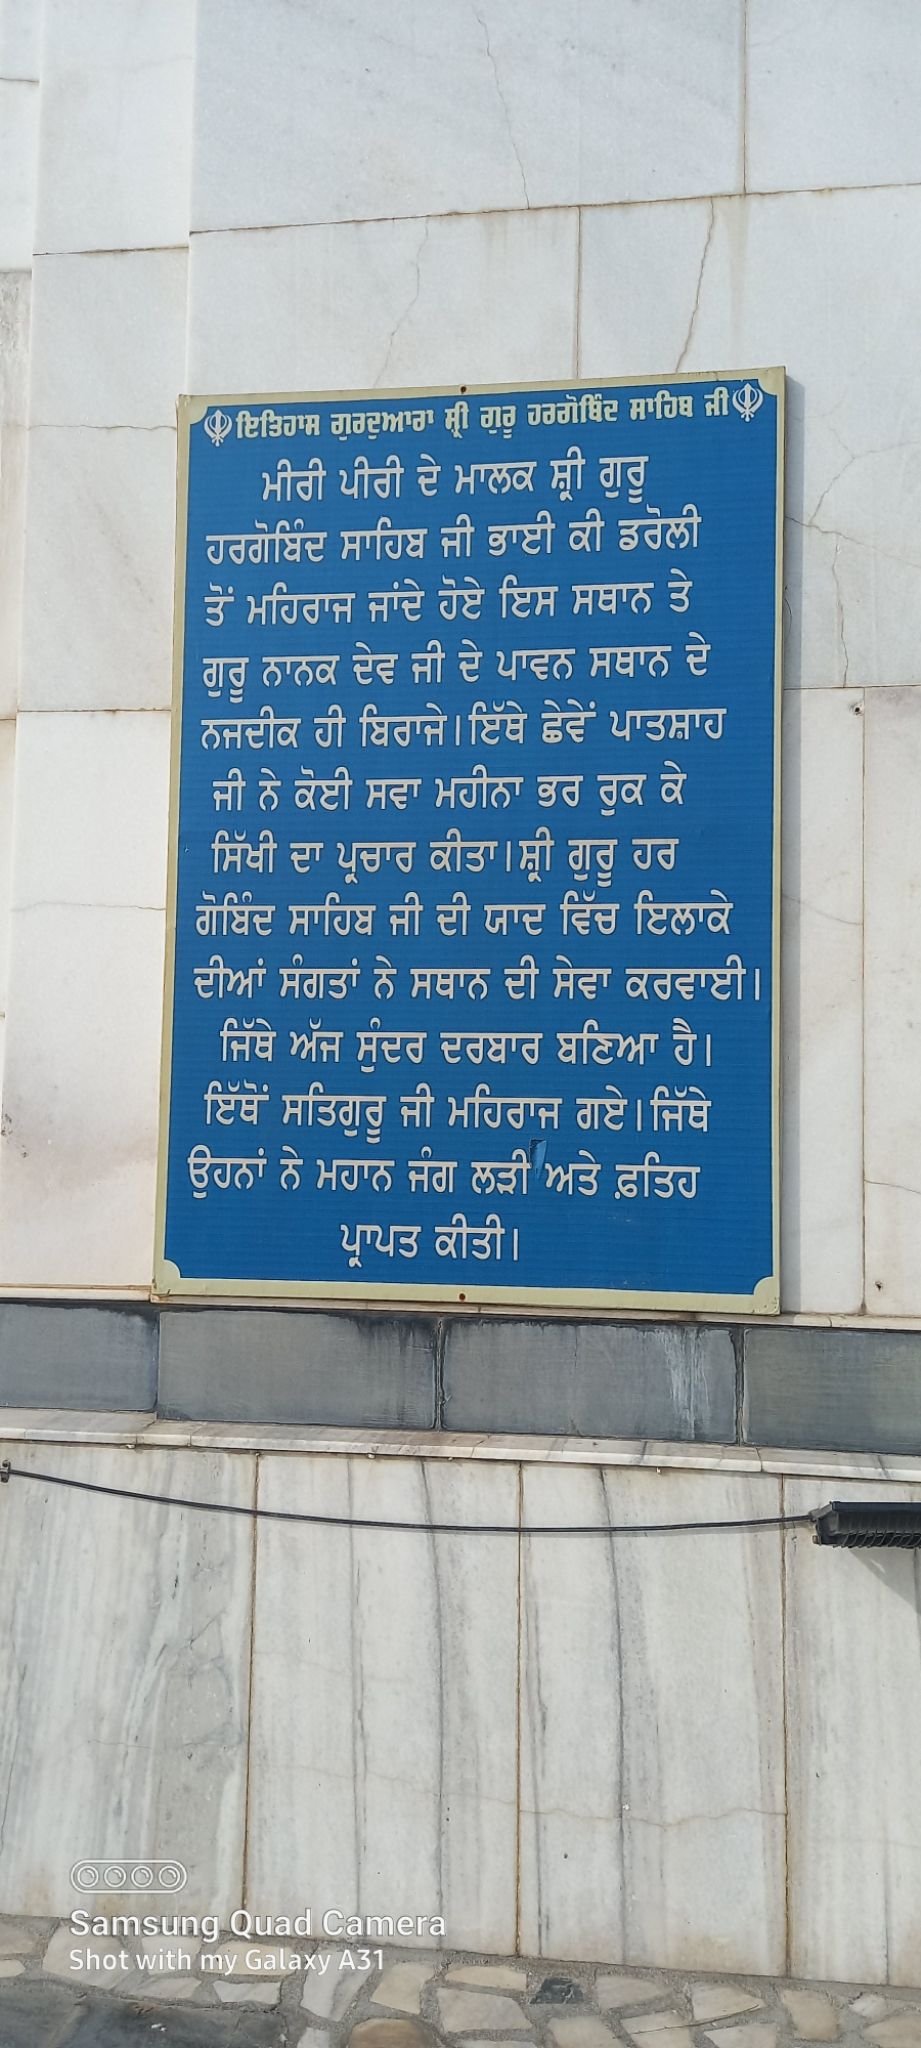 ਇਤਿਹਾਸ ਗੁਰਦੁਆਰਾ ਸ਼੍ਰੀ ਗੁਰੂ ਹਰਗੋਬਿੰਦ ਸਾਹਿਬ ਜੀ
ਮੀਰੀ ਪੀਰੀ ਦੇ ਮਾਲਕ ਸ਼੍ਰੀ ਗੁਰੂ
ਹਰਗੋਬਿੰਦ ਸਾਹਿਬ ਜੀ ਭਾਈ ਕੀ ਡਰੋਲੀ
ਤੋਂ ਮਹਿਰਾਜ ਜਾਂਦੇ ਹੋਏ ਇਸ ਸਥਾਨ ਤੇ
ਗੁਰੂ ਨਾਨਕ ਦੇਵ ਜੀ ਦੇ ਪਾਵਨ ਸਥਾਨ ਦੇ
ਨਜਦੀਕ ਹੀ ਬਿਰਾਜੇ।ਇੱਥੇ ਛੇਵੇਂ ਪਾਤਸ਼ਾਹ
ਜੀ ਨੇ ਕੋਈ ਸਵਾ ਮਹੀਨਾ ਭਰ ਰੁਕ ਕੇ
ਸਿੱਖੀ ਦਾ ਪ੍ਰਚਾਰ ਕੀਤਾ।ਸ਼੍ਰੀ ਗੁਰੂ ਹਰ
ਗੋਬਿੰਦ ਸਾਹਿਬ ਜੀ ਦੀ ਯਾਦ ਵਿੱਚ ਇਲਾਕੇ
ਦੀਆਂ ਸੰਗਤਾਂ ਨੇ ਸਥਾਨ ਦੀ ਸੇਵਾ ਕਰਵਾਈ।
ਜਿੱਥੇ ਅੱਜ ਸੁੰਦਰ ਦਰਬਾਰ ਬਣਿਆ ਹੈ।
ਇੱਥੋਂ ਸਤਿਗੁਰੂ ਜੀ ਮਹਿਰਾਜ ਗਏ।ਜਿੱਥੇ
ਉਹਨਾਂ ਨੇ ਮਹਾਨ ਜੰਗ ਲੜੀ ਅਤੇ ਫ਼ਤਿਹ
ਪ੍ਰਾਪਤ ਕੀਤੀ।
Samsung Quad Camera
Shot with my Galaxy A31